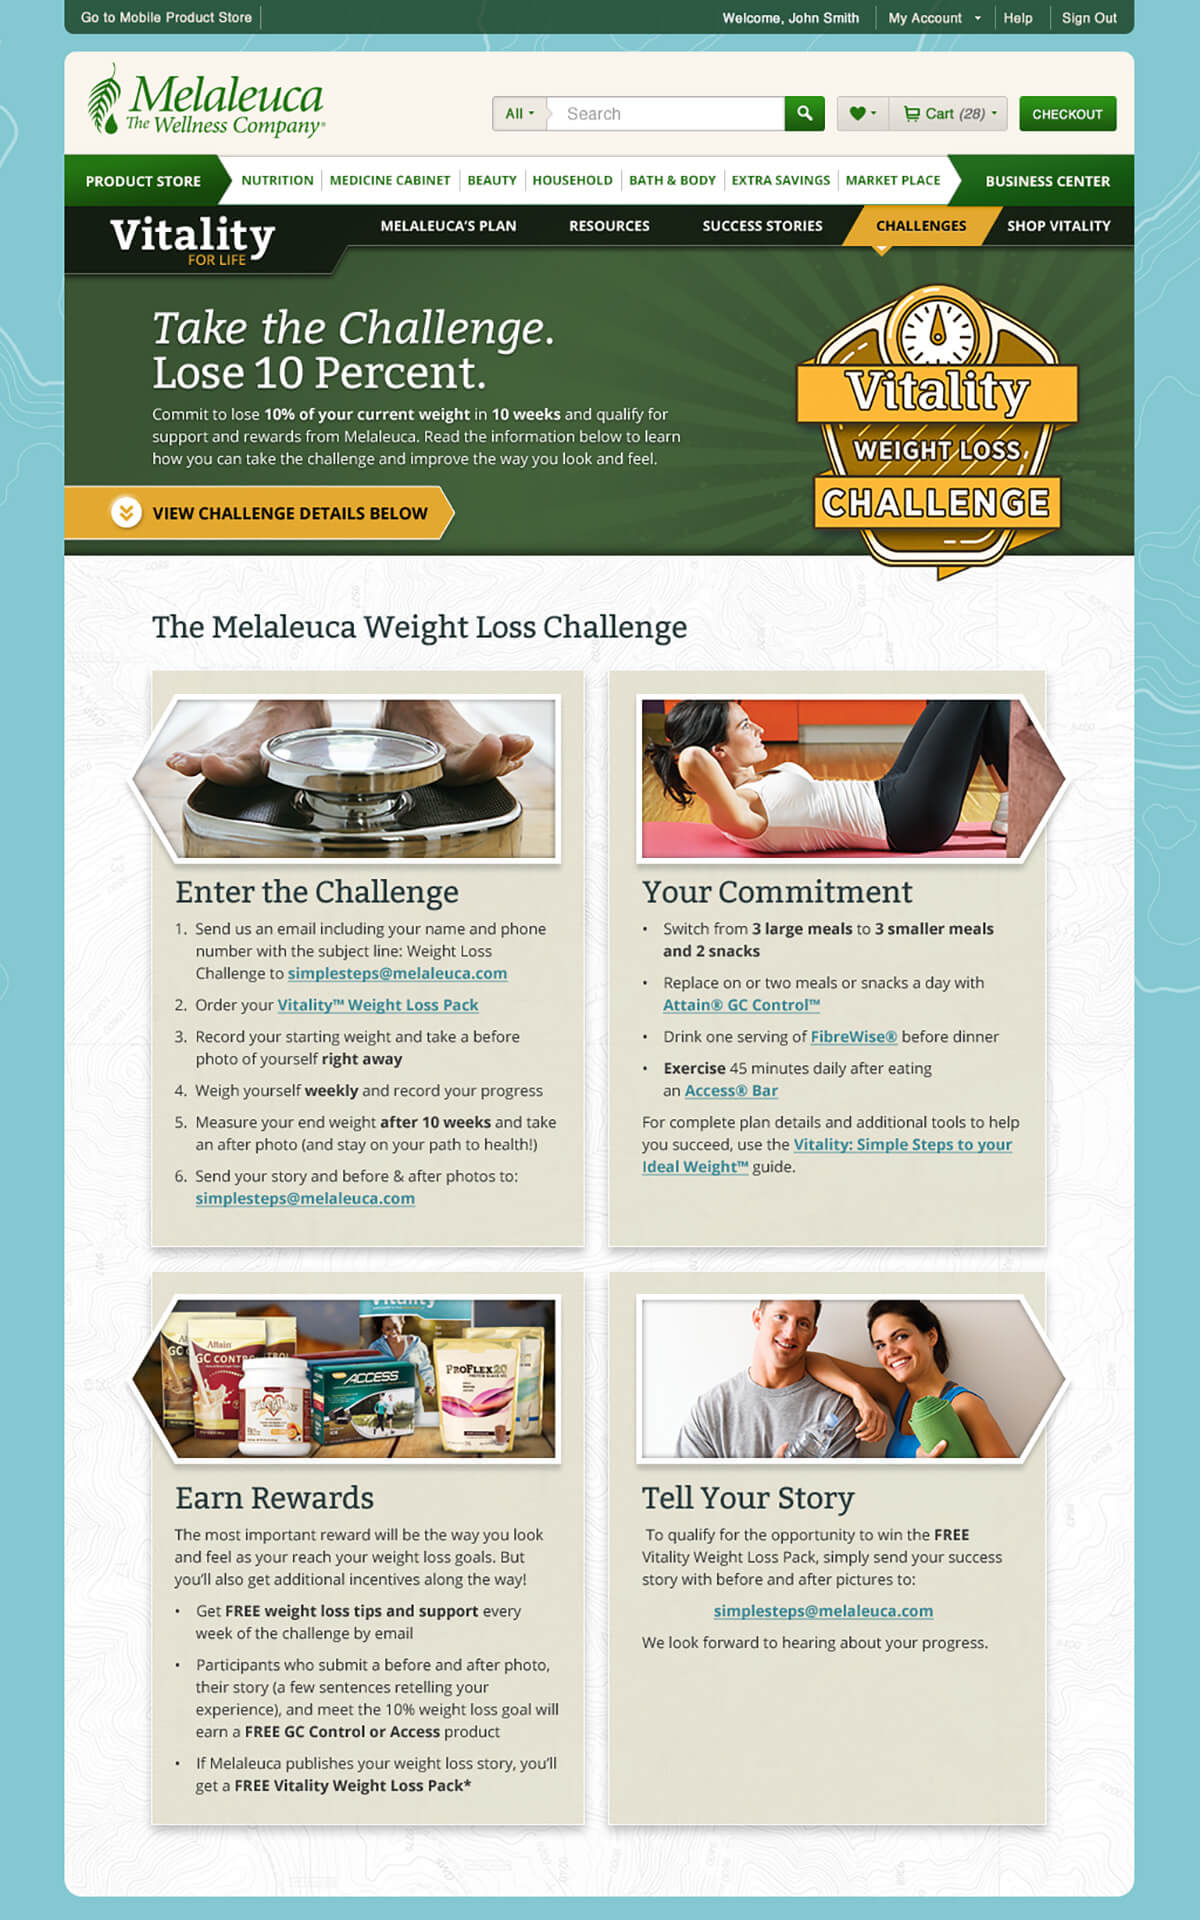 Go to Mobile Product Store
Welcome, John Smith
My Account
Help
Sign Out
Melaleuca
The Wellness Company®
All
Search
Cart (28)
CHECKOUT
PRODUCT STORE
NUTRITION
MEDICINE CABINET
BEAUTY
HOUSEHOLD
BATH & BODY
EXTRA SAVINGS
MARKET PLACE
BUSINESS CENTER
Vitality
FOR LIFE
MELALEUCA'S PLAN
RESOURCES
SUCCESS STORIES
CHALLENGES
SHOP VITALITY
Take the Challenge.
Lose 10 Percent.
Commit to lose 10% of your current weight in 10 weeks and qualify for
support and rewards from Melaleuca. Read the information below to learn
how you can take the challenge and improve the way you look and feel.
VIEW CHALLENGE DETAILS BELOW
Vitality
WEIGHT LOSS
CHALLENGE
The Melaleuca Weight Loss Challenge
Enter the Challenge
1. Send us an email including your name and phone
number with the subject line: Weight Loss
Challenge to simplesteps@melaleuca.com
2. Order your Vitality™ Weight Loss Pack
3. Record your starting weight and take a before
photo of yourself right away
4. Weigh yourself weekly and record your progress
5. Measure your end weight after 10 weeks and take
an after photo (and stay on your path to health!)
6. Send your story and before & after photos to:
simplesteps@melaleuca.com
Your Commitment
• Switch from 3 large meals to 3 smaller meals
and 2 snacks
• Replace on or two meals or snacks a day with
Attain® GC Control™
• Drink one serving of FibreWise® before dinner
• Exercise 45 minutes daily after eating
an Access® Bar
For complete plan details and additional tools to help
you succeed, use the Vitality: Simple Steps to your
Ideal Weight™ guide.
Vitality
Attain
GC CONTROL
ACCESS
PROFLEX20
Earn Rewards
The most important reward will be the way you look
and feel as your reach your weight loss goals. But
you'll also get additional incentives along the way!
• Get FREE weight loss tips and support every
week of the challenge by email
• Participants who submit a before and after photo,
their story (a few sentences retelling your
experience), and meet the 10% weight loss goal will
earn a FREE GC Control or Access product
• If Melaleuca publishes your weight loss story, you'll
get a FREE Vitality Weight Loss Pack*
Tell Your Story
To qualify for the opportunity to win the FREE
Vitality Weight Loss Pack, simply send your success
story with before and after pictures to:
simplesteps@melaleuca.com
We look forward to hearing about your progress.